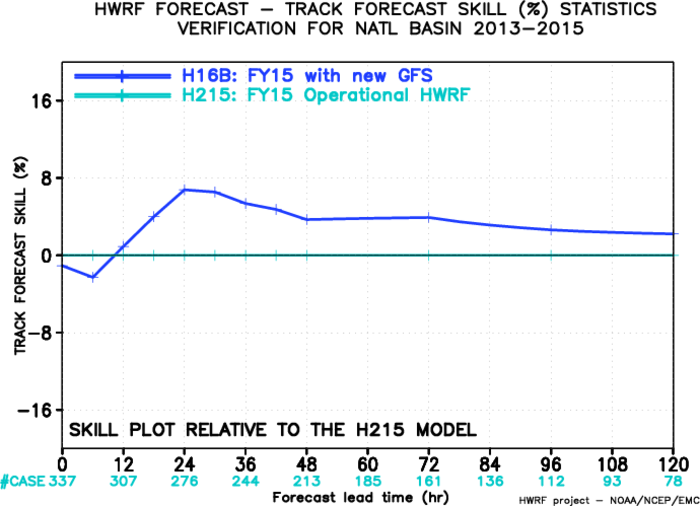 HWRF FORECAST – TRACK FORECAST SKILL (%) STATISTICS
VERIFICATION FOR NATL BASIN 2013–2015
H16B: FY15 with new GFS
H215: FY15 Operational HWRF
16
8
0
−8
−16
TRACK FORECAST SKILL (%)
SKILL PLOT RELATIVE TO THE H215 MODEL
0 12 24 36 48 60 72 84 96 108 120
#CASE 337 307 276 244 213 185 161 136 112 93 78
Forecast lead time (hr)
HWRF project – NOAA/NCEP/EMC